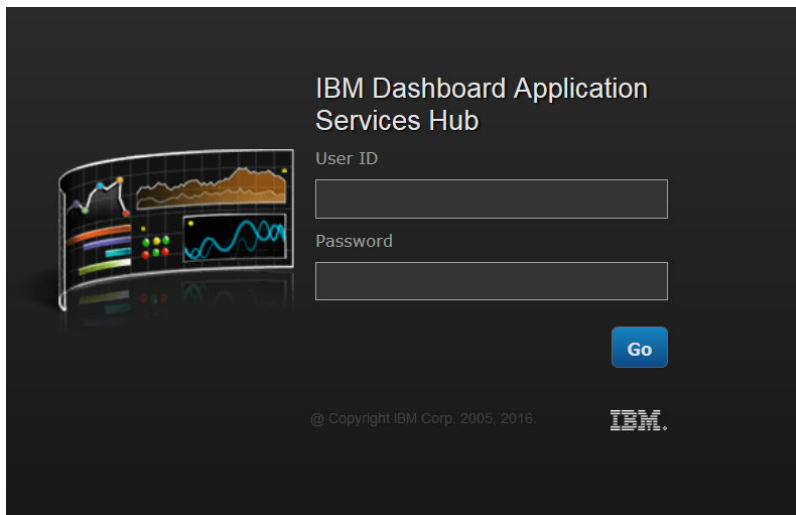 IBM Dashboard Application
Services Hub
User ID
Password
Go
@ Copyright IBM Corp. 2005, 2016.
IBM.